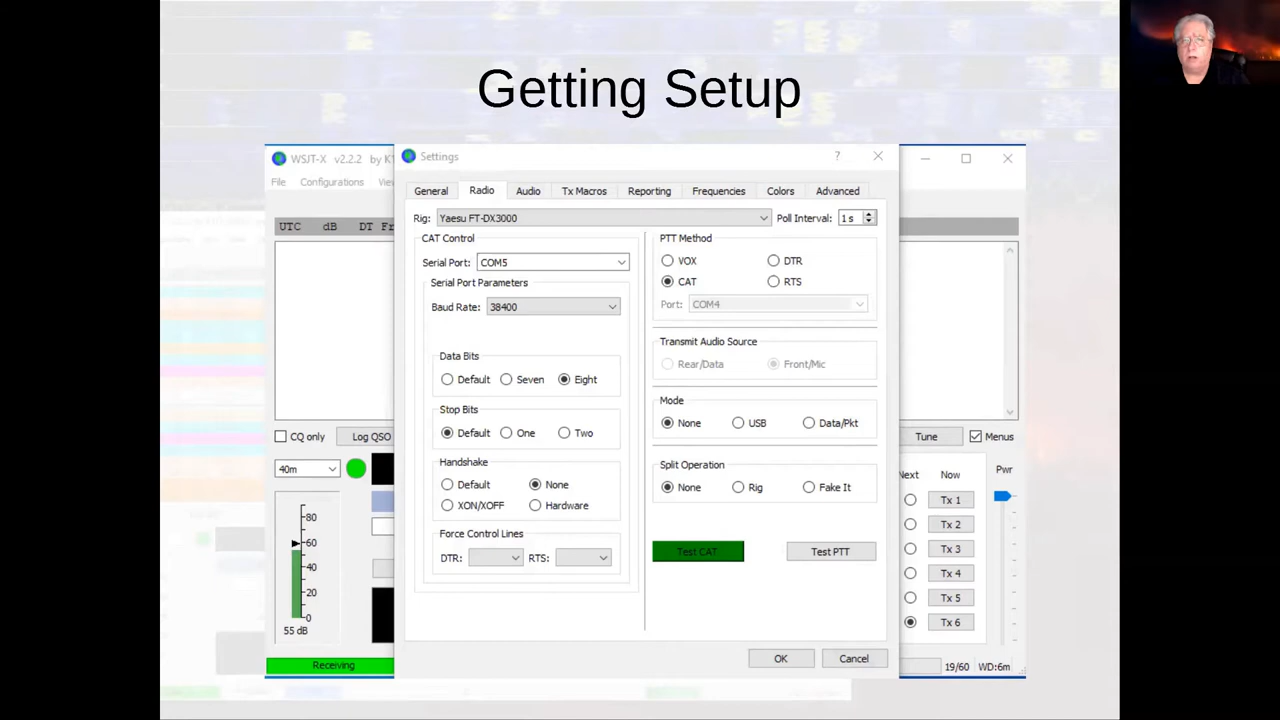 Getting Setup
WSJT-X v2.2.2 by K
Settings
?
File Configurations
General Radio Audio Tx Macros Reporting Frequencies Colors Advanced
Rig: Yaesu FT-DX3000 Poll Interval: 1 s
UTC dB DT Fr
CAT Control
Serial Port: COM5
Serial Port Parameters
Baud Rate: 38400
Data Bits
Default Seven Eight
Stop Bits
Default One Two
Handshake
Default None
XON/XOFF Hardware
Force Control Lines
DTR: RTS:
PTT Method
VOX DTR
CAT RTS
Port: COM4
Transmit Audio Source
Rear/Data Front/Mic
Mode
None USB Data/Pkt
Split Operation
None Rig Fake It
Test CAT Test PTT
OK Cancel
CQ only Log QSO
40m
80
60
40
20
0
55 dB
Receiving
Tune Menus
Next Now Pwr
Tx 1
Tx 2
Tx 3
Tx 4
Tx 5
Tx 6
19/60 WD:6m